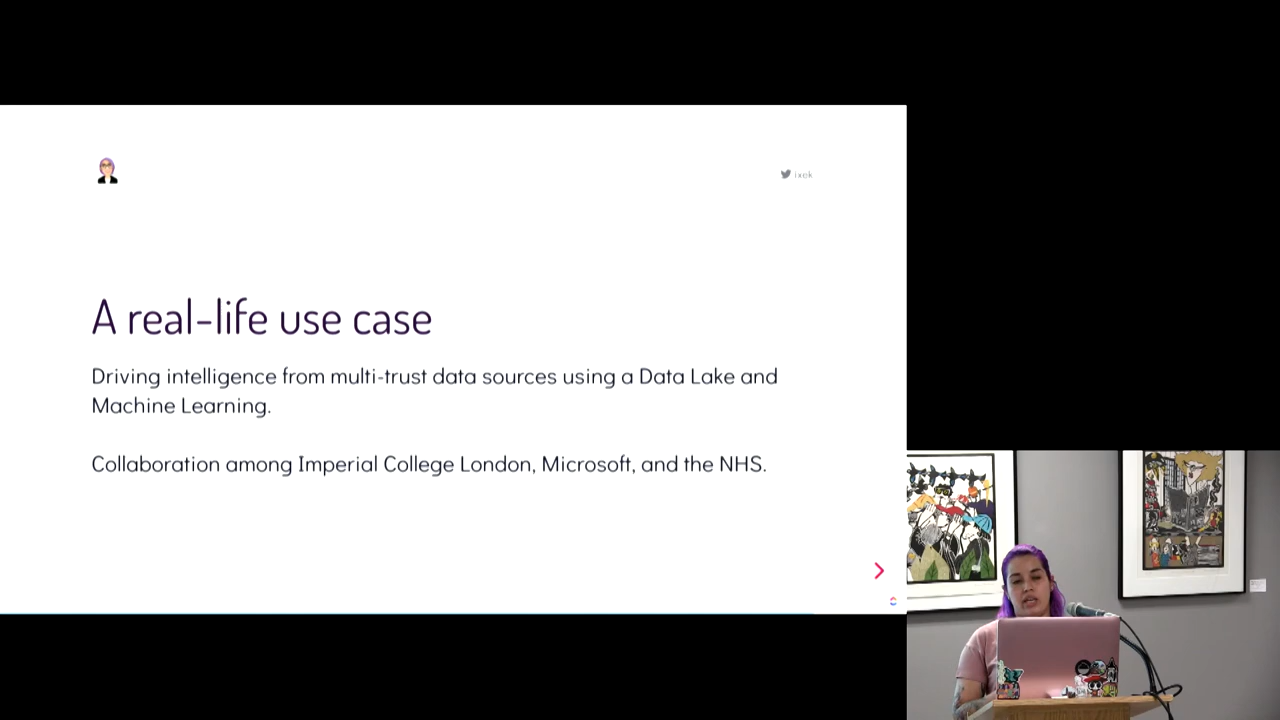 ixek
A real-life use case
Driving intelligence from multi-trust data sources using a Data Lake and
Machine Learning.
Collaboration among Imperial College London, Microsoft, and the NHS.